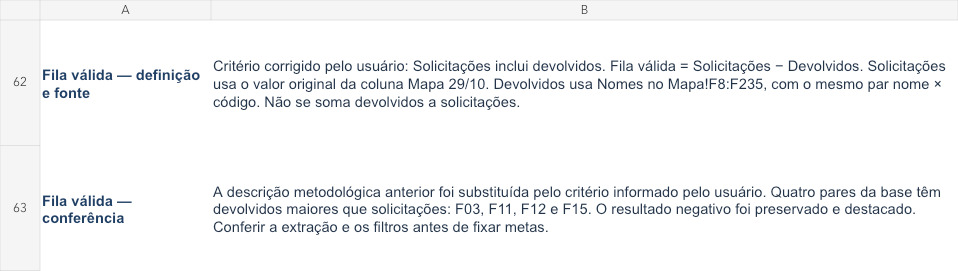 A
B
62
Fila válida — definição
e fonte
Critério corrigido pelo usuário: Solicitações inclui devolvidos. Fila válida = Solicitações − Devolvidos. Solicitações
usa o valor original da coluna Mapa 29/10. Devolvidos usa Nomes no Mapa!F8:F235, com o mesmo par nome ×
código. Não se soma devolvidos a solicitações.
63
Fila válida —
conferência
A descrição metodológica anterior foi substituída pelo critério informado pelo usuário. Quatro pares da base têm
devolvidos maiores que solicitações: F03, F11, F12 e F15. O resultado negativo foi preservado e destacado.
Conferir a extração e os filtros antes de fixar metas.